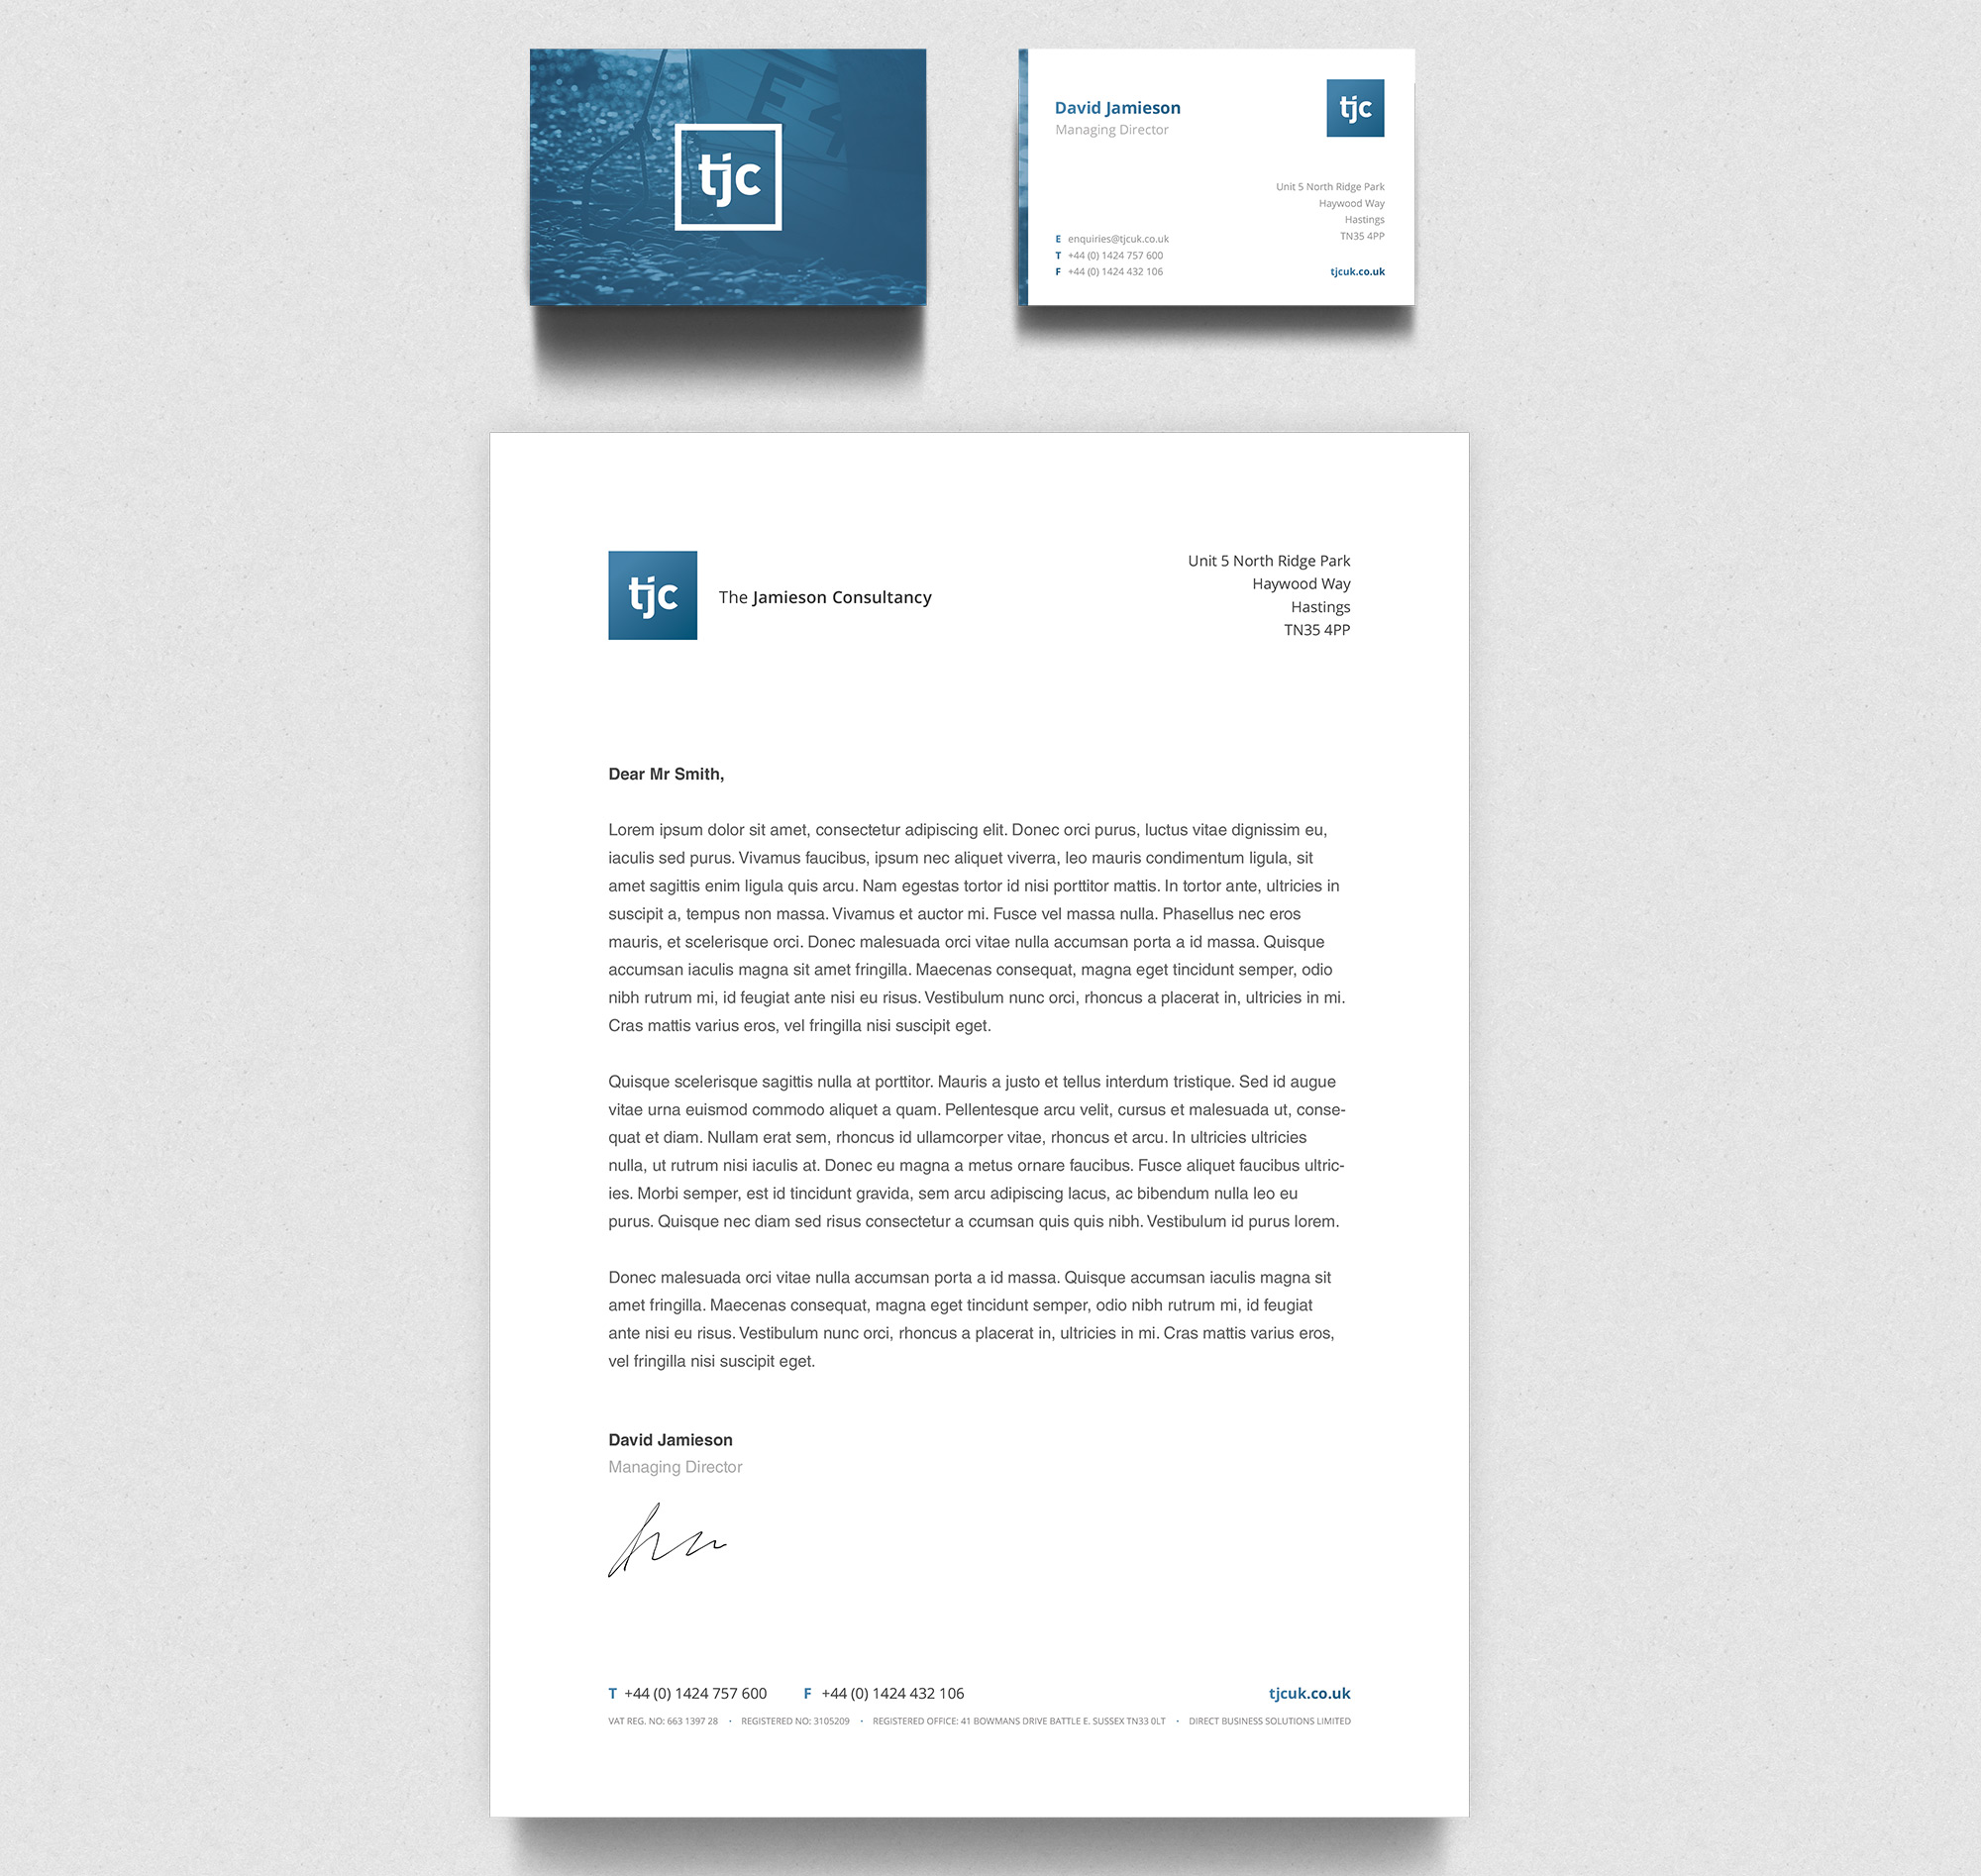 E4
tjc
David Jamieson
Managing Director
tjc
Unit 5 North Ridge Park
Haywood Way
Hastings
TN35 4PP
E enquiries@tjcuk.co.uk
T +44 (0) 1424 757 600
F +44 (0) 1424 432 106
tjcuk.co.uk
tjc
The Jamieson Consultancy
Unit 5 North Ridge Park
Haywood Way
Hastings
TN35 4PP
Dear Mr Smith,
Lorem ipsum dolor sit amet, consectetur adipiscing elit. Donec orci purus, luctus vitae dignissim eu,
iaculis sed purus. Vivamus faucibus, ipsum nec aliquet viverra, leo mauris condimentum ligula, sit
amet sagittis enim ligula quis arcu. Nam egestas tortor id nisi porttitor mattis. In tortor ante, ultricies in
suscipit a, tempus non massa. Vivamus et auctor mi. Fusce vel massa nulla. Phasellus nec eros
mauris, et scelerisque orci. Donec malesuada orci vitae nulla accumsan porta a id massa. Quisque
accumsan iaculis magna sit amet fringilla. Maecenas consequat, magna eget tincidunt semper, odio
nibh rutrum mi, id feugiat ante nisi eu risus. Vestibulum nunc orci, rhoncus a placerat in, ultricies in mi.
Cras mattis varius eros, vel fringilla nisi suscipit eget.
Quisque scelerisque sagittis nulla at porttitor. Mauris a justo et tellus interdum tristique. Sed id augue
vitae urna euismod commodo aliquet a quam. Pellentesque arcu velit, cursus et malesuada ut, conse-
quat et diam. Nullam erat sem, rhoncus id ullamcorper vitae, rhoncus et arcu. In ultricies ultricies
nulla, ut rutrum nisi iaculis at. Donec eu magna a metus ornare faucibus. Fusce aliquet faucibus ultric-
ies. Morbi semper, est id tincidunt gravida, sem arcu adipiscing lacus, ac bibendum nulla leo eu
purus. Quisque nec diam sed risus consectetur a ccumsan quis quis nibh. Vestibulum id purus lorem.
Donec malesuada orci vitae nulla accumsan porta a id massa. Quisque accumsan iaculis magna sit
amet fringilla. Maecenas consequat, magna eget tincidunt semper, odio nibh rutrum mi, id feugiat
ante nisi eu risus. Vestibulum nunc orci, rhoncus a placerat in, ultricies in mi. Cras mattis varius eros,
vel fringilla nisi suscipit eget.
David Jamieson
Managing Director
T +44 (0) 1424 757 600 F +44 (0) 1424 432 106 tjcuk.co.uk
VAT REG. NO: 663 1397 28 • REGISTERED NO: 3105209 • REGISTERED OFFICE: 41 BOWMANS DRIVE BATTLE E. SUSSEX TN33 0LT • DIRECT BUSINESS SOLUTIONS LIMITED